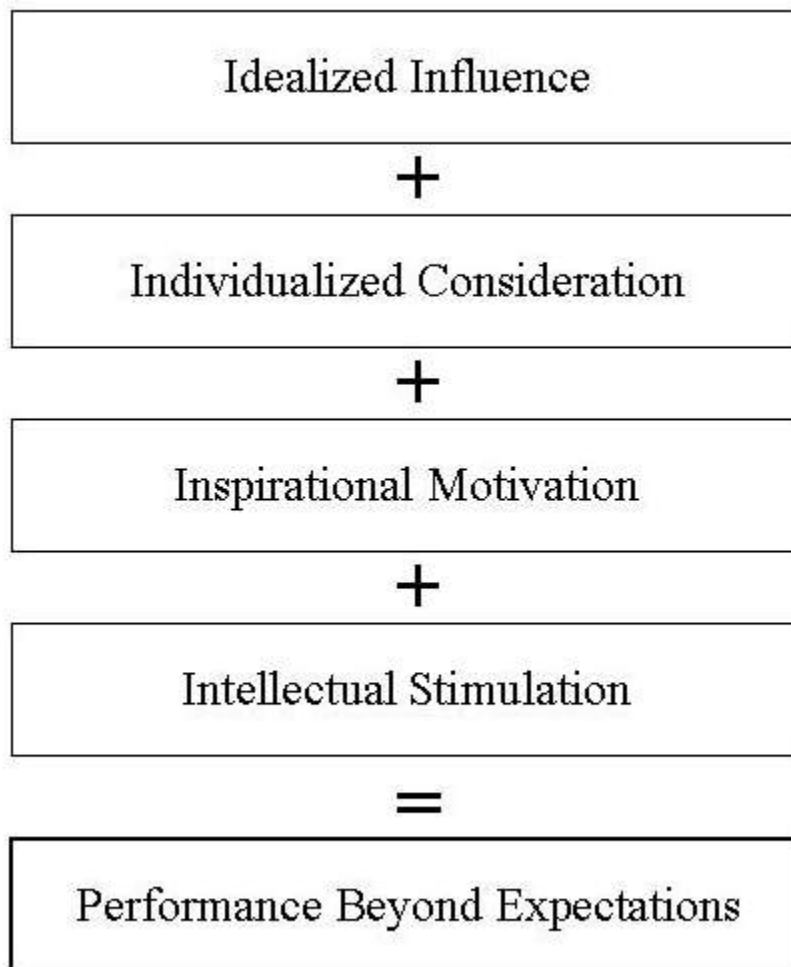 Idealized Influence
+
Individualized Consideration
+
Inspirational Motivation
+
Intellectual Stimulation
=
Performance Beyond Expectations